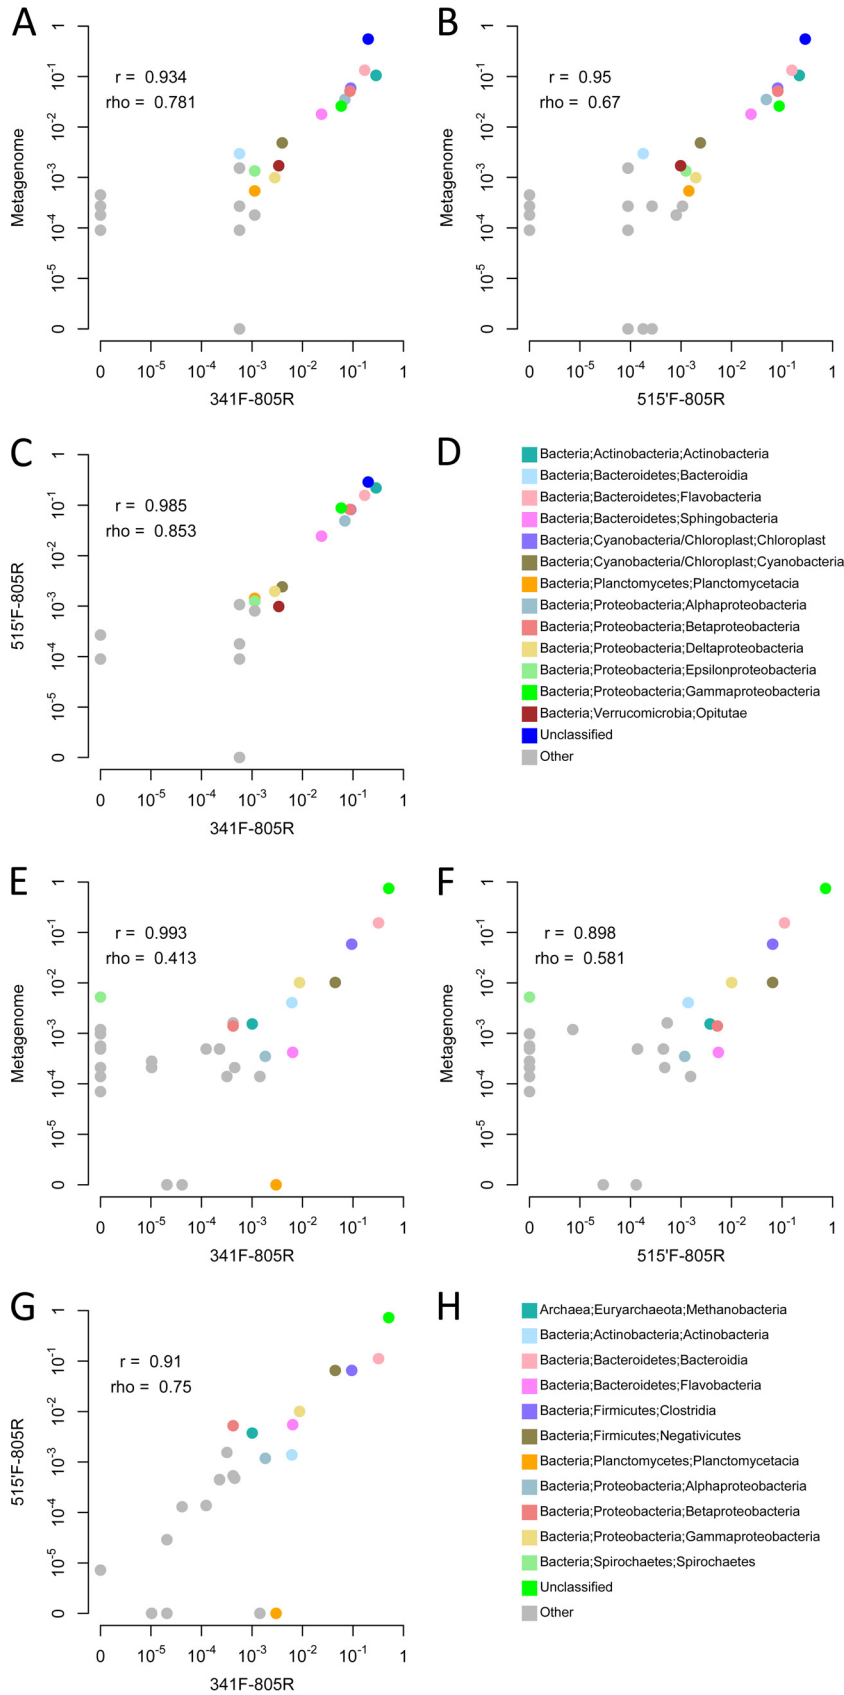 A
r = 0.934
rho = 0.781
Metagenome
1
10-1
10-2
10-3
10-4
10-5
0
0
10-5
10-4
10-3
10-2
10-1
1
341F-805R
B
r = 0.95
rho = 0.67
Metagenome
1
10-1
10-2
10-3
10-4
10-5
0
0
10-5
10-4
10-3
10-2
10-1
1
515'F-805R
C
r = 0.985
rho = 0.853
515'F-805R
1
10-1
10-2
10-3
10-4
10-5
0
0
10-5
10-4
10-3
10-2
10-1
1
341F-805R
D
Bacteria;Actinobacteria;Actinobacteria
Bacteria;Bacteroidetes;Bacteroidia
Bacteria;Bacteroidetes;Flavobacteria
Bacteria;Bacteroidetes;Sphingobacteria
Bacteria;Cyanobacteria/Chloroplast;Chloroplast
Bacteria;Cyanobacteria/Chloroplast;Cyanobacteria
Bacteria;Planctomycetes;Planctomycetacia
Bacteria;Proteobacteria;Alphaproteobacteria
Bacteria;Proteobacteria;Betaproteobacteria
Bacteria;Proteobacteria;Deltaproteobacteria
Bacteria;Proteobacteria;Epsilonproteobacteria
Bacteria;Proteobacteria;Gammaproteobacteria
Bacteria;Verrucomicrobia;Opitutae
Unclassified
Other
E
r = 0.993
rho = 0.413
Metagenome
1
10-1
10-2
10-3
10-4
10-5
0
0
10-5
10-4
10-3
10-2
10-1
1
341F-805R
F
r = 0.898
rho = 0.581
Metagenome
1
10-1
10-2
10-3
10-4
10-5
0
0
10-5
10-4
10-3
10-2
10-1
1
515'F-805R
G
r = 0.91
rho = 0.75
515'F-805R
1
10-1
10-2
10-3
10-4
10-5
0
0
10-5
10-4
10-3
10-2
10-1
1
341F-805R
H
Archaea;Euryarchaeota;Methanobacteria
Bacteria;Actinobacteria;Actinobacteria
Bacteria;Bacteroidetes;Bacteroidia
Bacteria;Bacteroidetes;Flavobacteria
Bacteria;Firmicutes;Clostridia
Bacteria;Firmicutes;Negativicutes
Bacteria;Planctomycetes;Planctomycetacia
Bacteria;Proteobacteria;Alphaproteobacteria
Bacteria;Proteobacteria;Betaproteobacteria
Bacteria;Proteobacteria;Gammaproteobacteria
Bacteria;Spirochaetes;Spirochaetes
Unclassified
Other